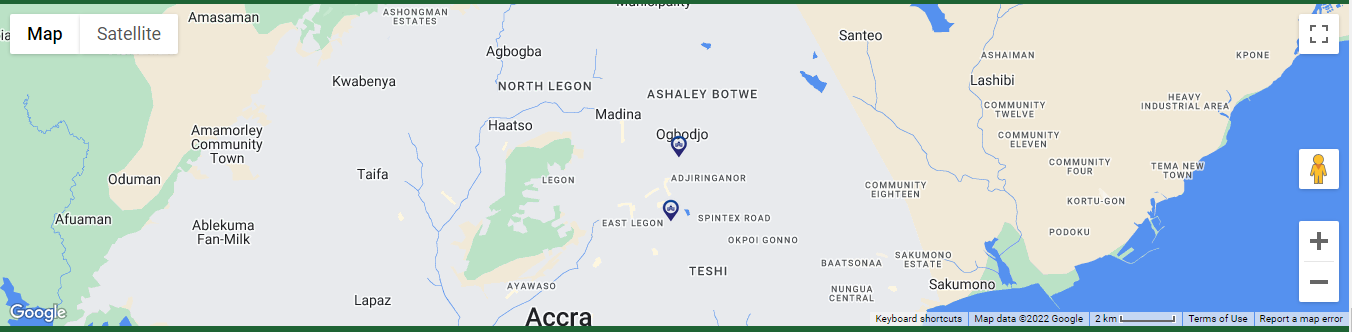 Municipality
ASHONGMAN
ESTATES
Amasaman
Map
Satellite
Santeo
Agbogba
ASHAIMAN
KPONE
Kwabenya
NORTH LEGON
Lashibi
ASHALEY BOTWE
HEAVY
INDUSTRIAL AREA
COMMUNITY
TWELVE
Madina
Haatso
Amamorley
Community
Town
Ogbodjo
COMMUNITY
ELEVEN
COMMUNITY
FOUR
TEMA NEW
TOWN
Taifa
Oduman
LEGON
ADJIRINGANOR
COMMUNITY
EIGHTEEN
KORTU-GON
Afuaman
Ablekuma
Fan-Milk
EAST LEGON
SPINTEX ROAD
PODOKU
OKPOI GONNO
SAKUMONO
ESTATE
BAATSONAA
TESHI
AYAWASO
Sakumono
NUNGUA
CENTRAL
Lapaz
Accra
Google
Keyboard shortcuts
Map data ©2022 Google
2 km
Terms of Use
Report a map error